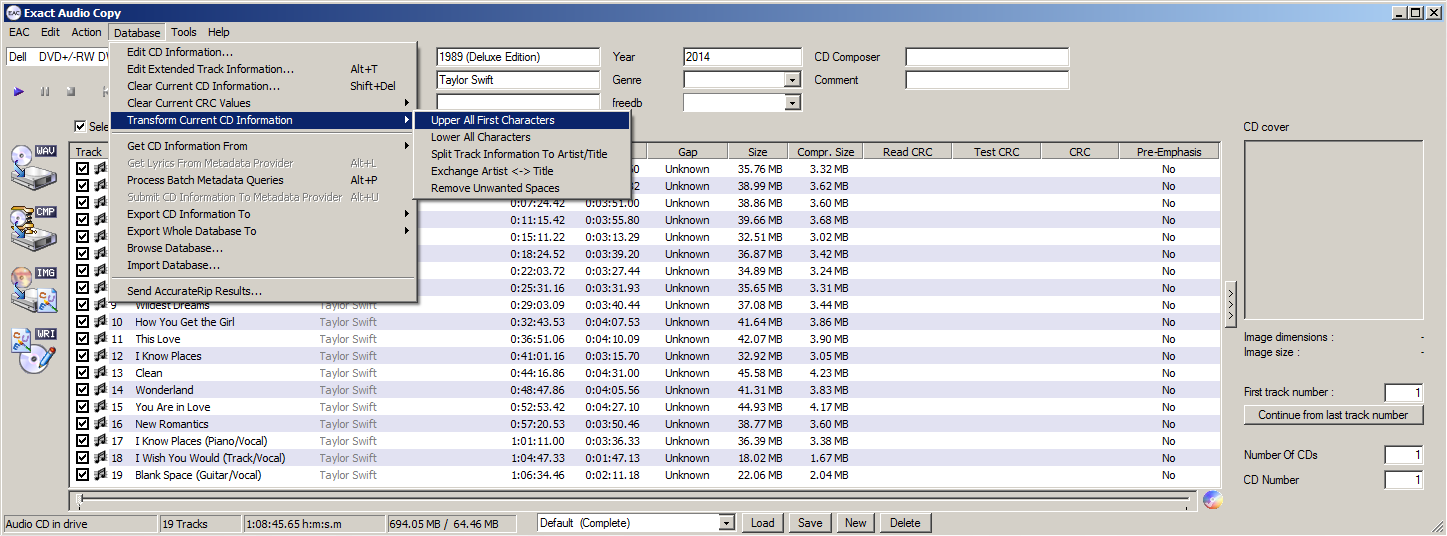 EAC Exact Audio Copy
EAC Edit Action Database Tools Help
Dell DVD+/-RW
1989 (Deluxe Edition) Year 2014 CD Composer
Taylor Swift Genre Comment
freedb
Edit CD Information...
Edit Extended Track Information... Alt+T
Clear Current CD Information... Shift+Del
Clear Current CRC Values
Transform Current CD Information
Get CD Information From
Get Lyrics From Metadata Provider Alt+L
Process Batch Metadata Queries Alt+P
Submit CD Information To Metadata Provider Alt+U
Export CD Information To
Export Whole Database To
Browse Database...
Import Database...
Send AccurateRip Results...
Upper All First Characters
Lower All Characters
Split Track Information To Artist/Title
Exchange Artist <-> Title
Remove Unwanted Spaces
WAV
CMP
IMG
WRI
Track Gap Size Compr. Size Read CRC Test CRC CRC Pre-Emphasis
Unknown 35.76 MB 3.32 MB No
Unknown 38.99 MB 3.62 MB No
0:07:24.42 0:03:51.00 Unknown 38.86 MB 3.60 MB No
0:11:15.42 0:03:55.80 Unknown 39.66 MB 3.68 MB No
0:15:11.22 0:03:13.29 Unknown 32.51 MB 3.02 MB No
0:18:24.52 0:03:39.20 Unknown 36.87 MB 3.42 MB No
0:22:03.72 0:03:27.44 Unknown 34.89 MB 3.24 MB No
0:25:31.16 0:03:31.93 Unknown 35.65 MB 3.31 MB No
9 Wildest Dreams Taylor Swift 0:29:03.09 0:03:40.44 Unknown 37.08 MB 3.44 MB No
10 How You Get the Girl Taylor Swift 0:32:43.53 0:04:07.53 Unknown 41.64 MB 3.86 MB No
11 This Love Taylor Swift 0:36:51.06 0:04:10.09 Unknown 42.07 MB 3.90 MB No
12 I Know Places Taylor Swift 0:41:01.16 0:03:15.70 Unknown 32.92 MB 3.05 MB No
13 Clean Taylor Swift 0:44:16.86 0:04:31.00 Unknown 45.58 MB 4.23 MB No
14 Wonderland Taylor Swift 0:48:47.86 0:04:05.56 Unknown 41.31 MB 3.83 MB No
15 You Are in Love Taylor Swift 0:52:53.42 0:04:27.10 Unknown 44.93 MB 4.17 MB No
16 New Romantics Taylor Swift 0:57:20.53 0:03:50.46 Unknown 38.77 MB 3.60 MB No
17 I Know Places (Piano/Vocal) Taylor Swift 1:01:11.00 0:03:36.33 Unknown 36.39 MB 3.38 MB No
18 I Wish You Would (Track/Vocal) Taylor Swift 1:04:47.33 0:01:47.13 Unknown 18.02 MB 1.67 MB No
19 Blank Space (Guitar/Vocal) Taylor Swift 1:06:34.46 0:02:11.18 Unknown 22.06 MB 2.04 MB No
CD cover
Image dimensions : -
Image size : -
First track number : 1
Continue from last track number
Number Of CDs 1
CD Number 1
Audio CD in drive 19 Tracks 1:08:45.65 h:m:s.m 694.05 MB / 64.46 MB Default (Complete) Load Save New Delete